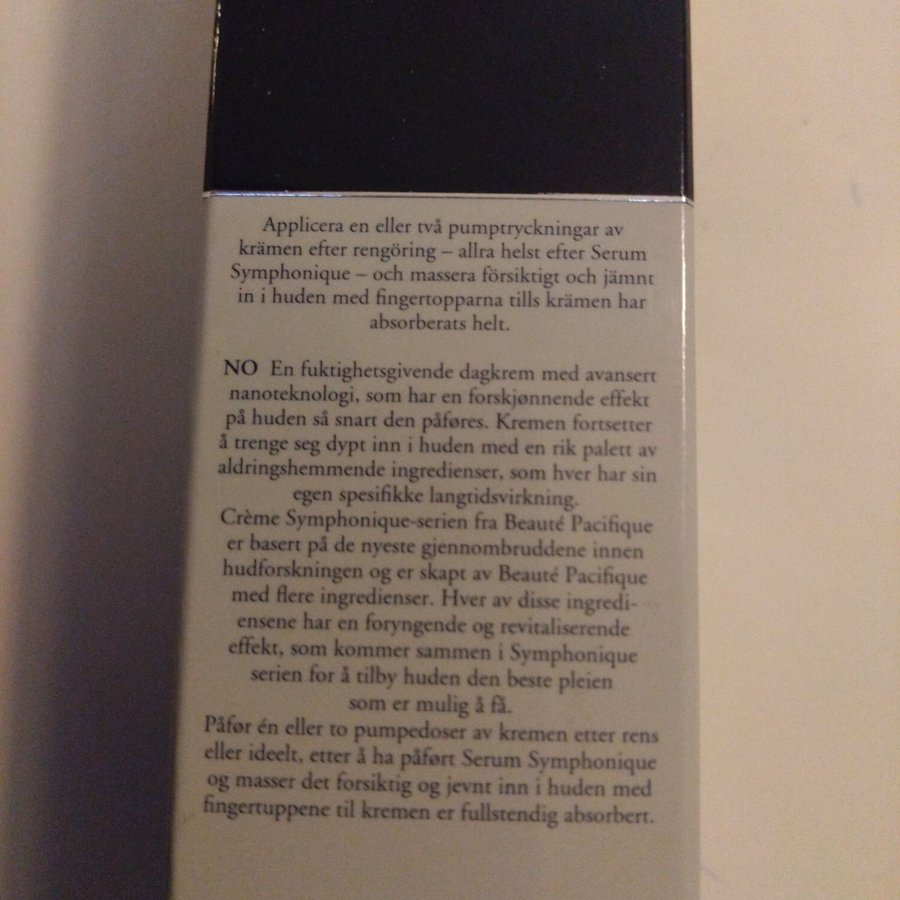 Applicera en eller två pumptryckningar av
krämen efter rengöring – allra helst efter Serum
Symphonique – och massera försiktigt och jämnt
in i huden med fingertopparna tills krämen har
absorberats helt.
NO En fuktighetsgivende dagkrem med avansert
nanoteknologi, som har en forskjønnende effekt
på huden så snart den påføres. Kremen fortsetter
å trenge seg dypt inn i huden med en rik palett av
aldringshemmende ingredienser, som hver har sin
egen spesifikke langtidsvirkning.
Crème Symphonique-serien fra Beauté Pacifique
er basert på de nyeste gjennombruddene innen
hudforskningen og er skapt av Beauté Pacifique
med flere ingredienser. Hver av disse ingredi-
ensene har en foryngende og revitaliserende
effekt, som kommer sammen i Symphonique
serien for å tilby huden den beste pleien
som er mulig å få.
Påfør én eller to pumpedoser av kremen etter rens
eller ideelt, etter å ha påført Serum Symphonique
og masser det forsiktig og jevnt inn i huden med
fingertuppene til kremen er fullstendig absorbert.